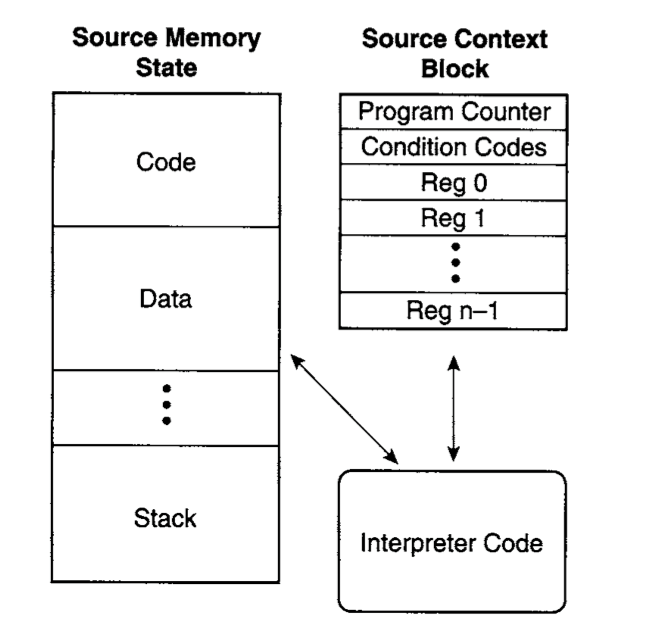 Source Memory
State
Code
Data
Stack
Source Context
Block
Program Counter
Condition Codes
Reg 0
Reg 1
Reg n–1
Interpreter Code